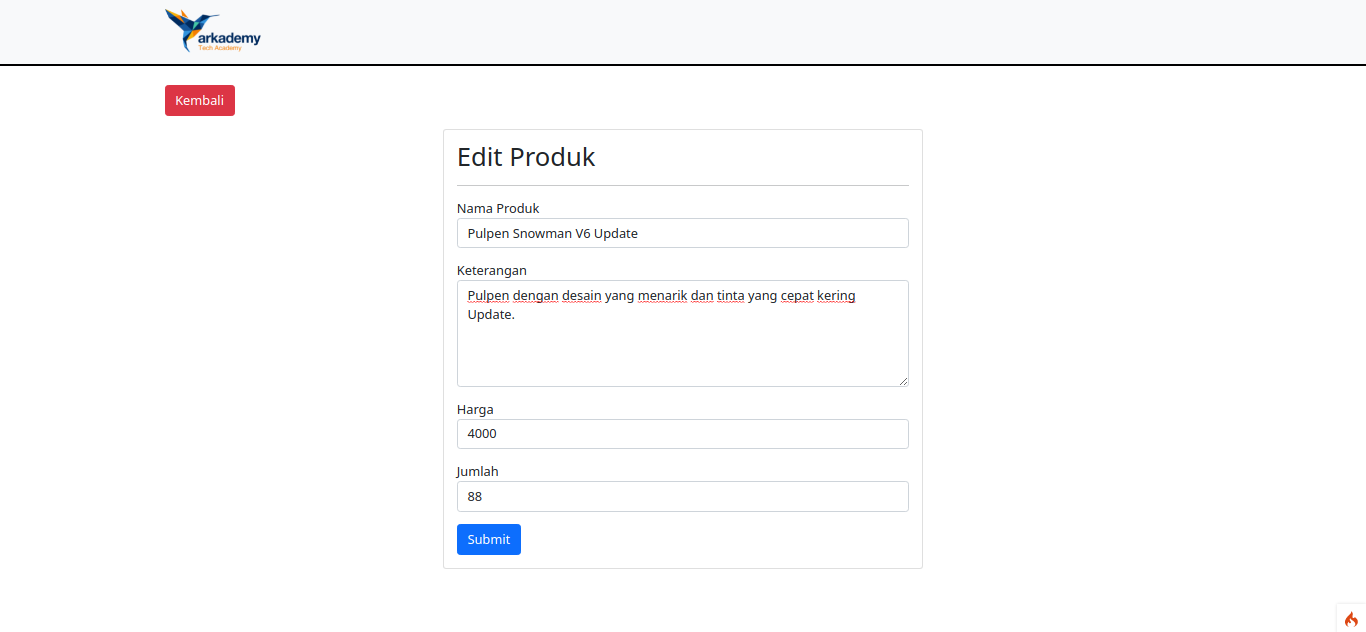 arkademy
Tech Academy
Kembali
Edit Produk
Nama Produk
Pulpen Snowman V6 Update
Keterangan
Pulpen dengan desain yang menarik dan tinta yang cepat kering
Update.
Harga
4000
Jumlah
88
Submit